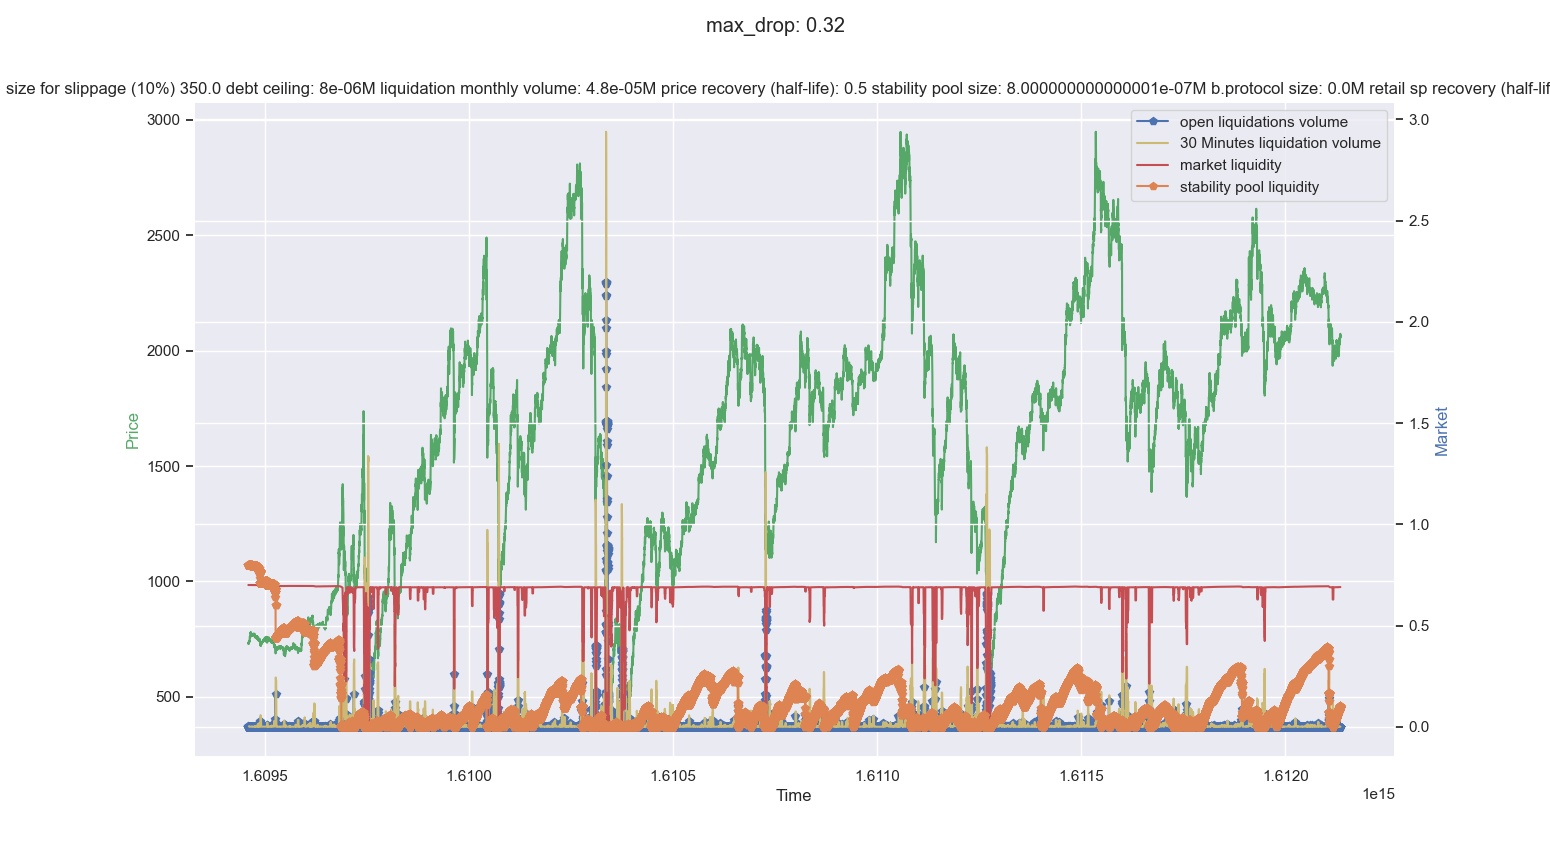 max_drop: 0.32
size for slippage (10%) 350.0 debt ceiling: 8e-06M liquidation monthly volume: 4.8e-05M price recovery (half-life): 0.5 stability pool size: 8.000000000000001e-07M b.protocol size: 0.0M retail sp recovery (half-lif
open liquidations volume
30 Minutes liquidation volume
market liquidity
stability pool liquidity
3000
2500
2000
1500
1000
500
Price
3.0
2.5
2.0
1.5
1.0
0.5
0.0
Market
1.6095
1.6100
1.6105
1.6110
1.6115
1.6120
1e15
Time